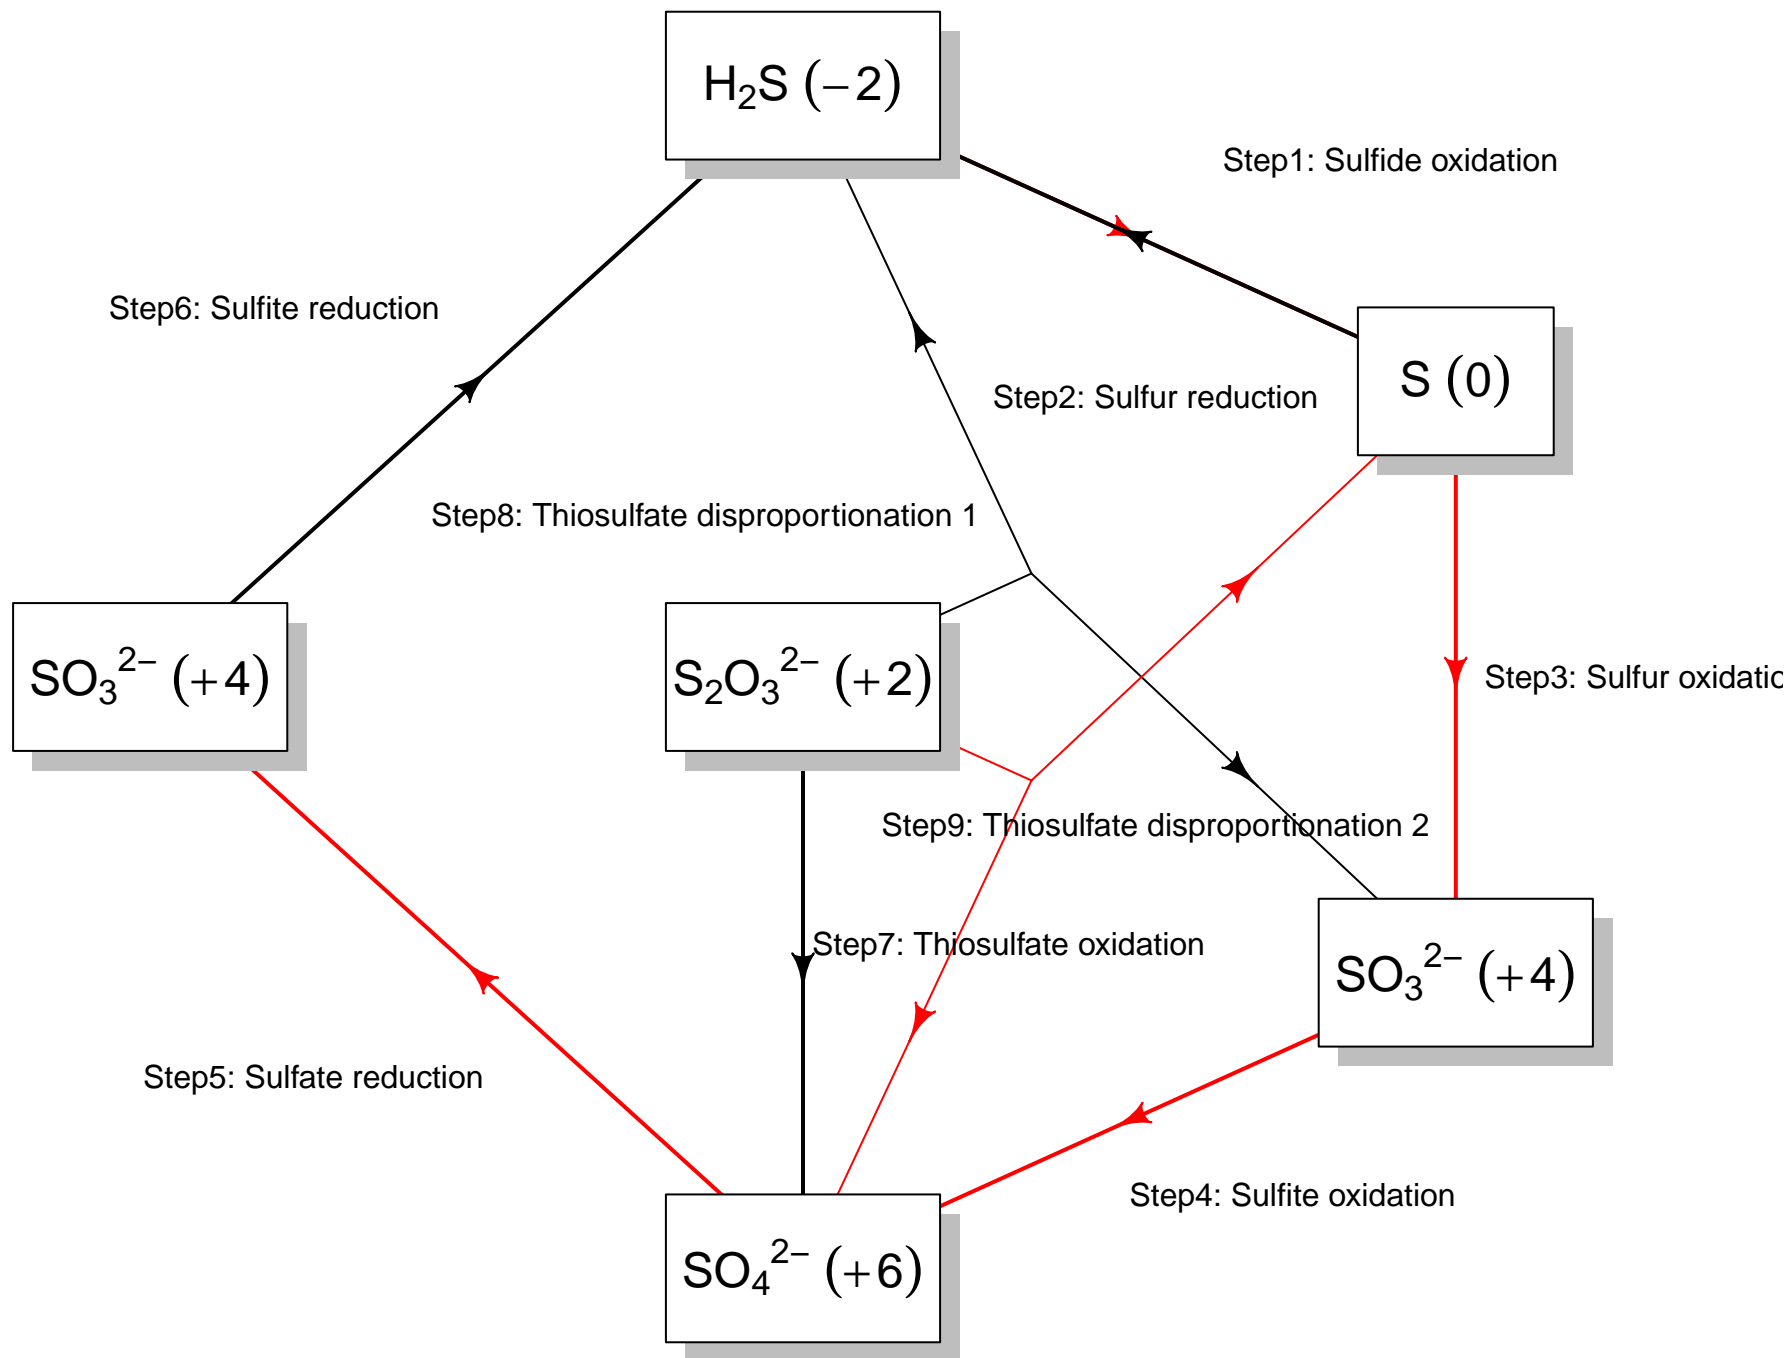 H₂S (−2)
Step1: Sulfide oxidation
Step6: Sulfite reduction
S (0)
Step2: Sulfur reduction
Step8: Thiosulfate disproportionation 1
SO₃²⁻ (+4)
S₂O₃²⁻ (+2)
Step3: Sulfur oxidatio
Step9: Thiosulfate disproportionation 2
Step7: Thiosulfate oxidation
SO₃²⁻ (+4)
Step5: Sulfate reduction
Step4: Sulfite oxidation
SO₄²⁻ (+6)